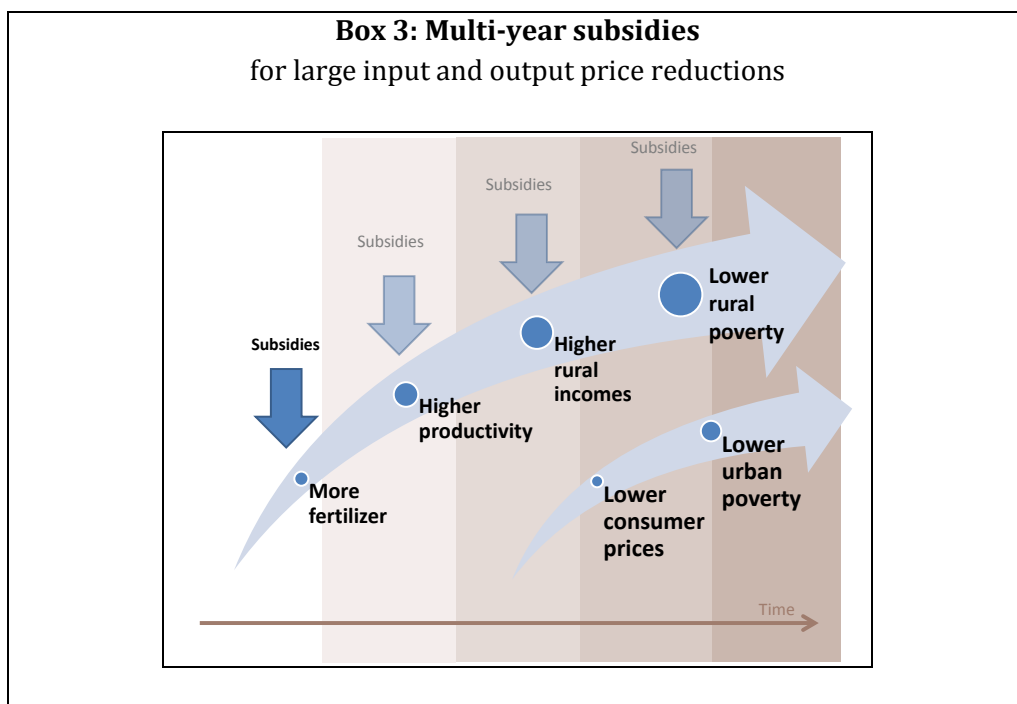 Box 3: Multi-year subsidies
for large input and output price reductions
Subsidies
Subsidies
Subsidies
Subsidies
More
fertilizer
Higher
productivity
Higher
rural
incomes
Lower
rural
poverty
Lower
consumer
prices
Lower
urban
poverty
Time